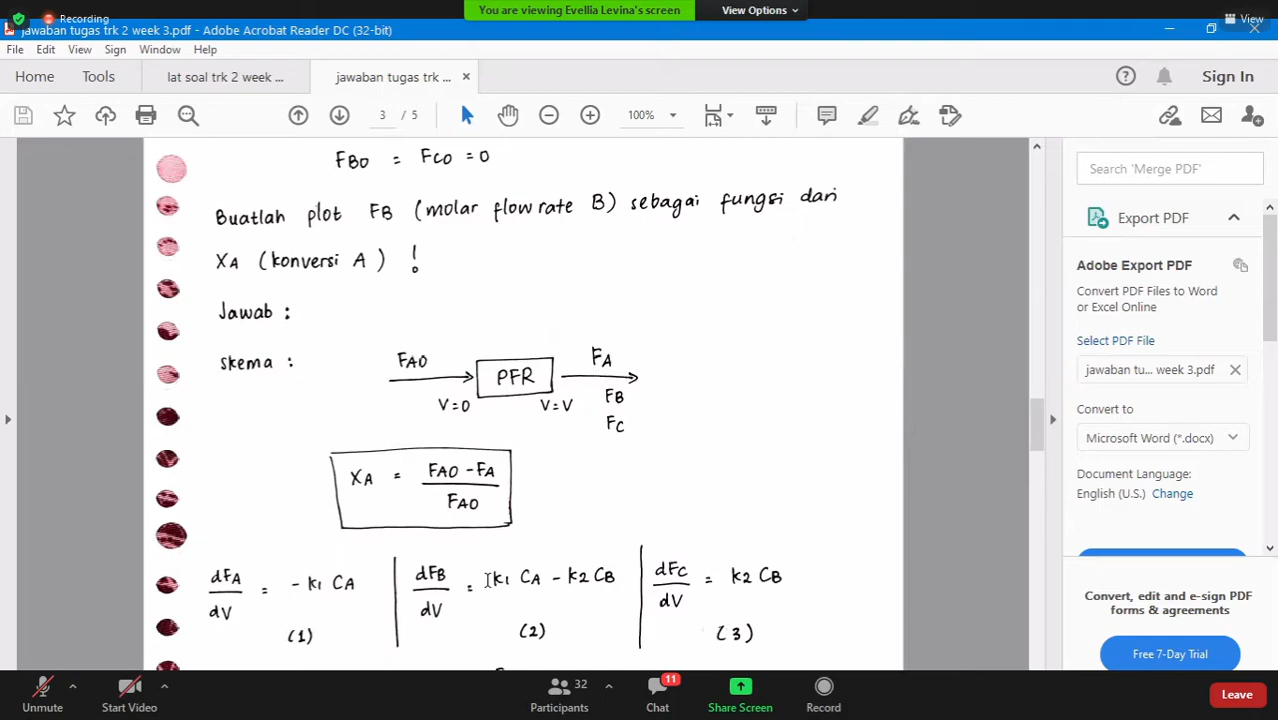 Recording
You are viewing Evellia Levina's screen
View Options
View
jawaban tugas trk 2 week 3.pdf - Adobe Acrobat Reader DC (32-bit)
File Edit View Sign Window Help
Home Tools lat soal trk 2 week ... jawaban tugas trk ... ×
Sign In
3 / 5 100%
FB0 = FC0 = 0
Buatlah plot FB (molar flowrate B) sebagai fungsi dari
XA (konversi A) !
Jawab :
Skema :
FA0 PFR FA
V=0 V=V FB
FC
XA = FA0 - FA
FA0
dFA = - k1 CA
dV
(1)
dFB = k1 CA - k2 CB
dV
(2)
dFC = k2 CB
dV
(3)
Search 'Merge PDF'
Export PDF
Adobe Export PDF
Convert PDF Files to Word
or Excel Online
Select PDF File
jawaban tu... week 3.pdf
Convert to
Microsoft Word (*.docx)
Document Language:
English (U.S.) Change
Convert, edit and e-sign PDF
forms & agreements
Free 7-Day Trial
Unmute
Start Video
32
Participants
11
Chat
Share Screen
Record
Leave